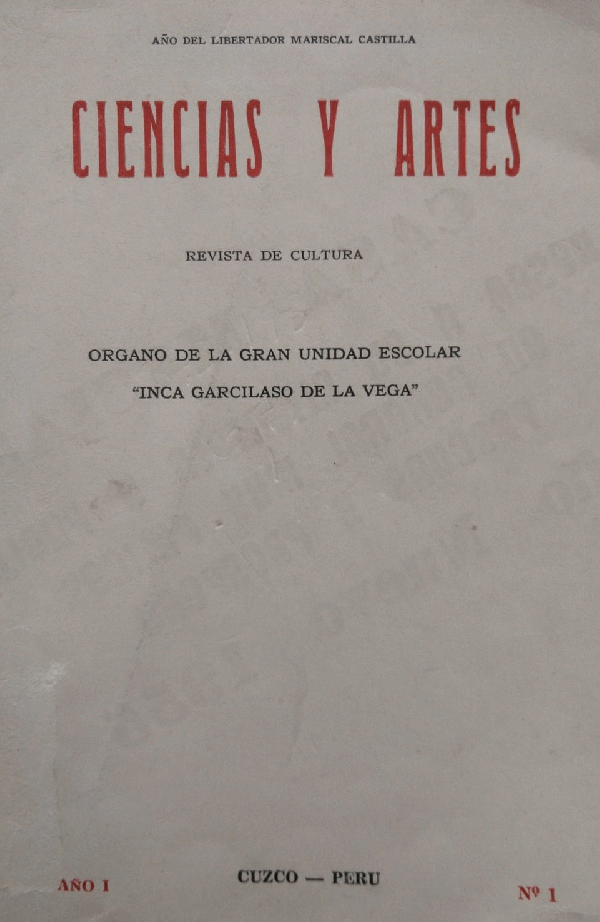 AÑO DEL LIBERTADOR MARISCAL CASTILLA
CIENCIAS Y ARTES
REVISTA DE CULTURA
ORGANO DE LA GRAN UNIDAD ESCOLAR
“INCA GARCILASO DE LA VEGA”
CUZCO — PERU
AÑO I
Nº 1